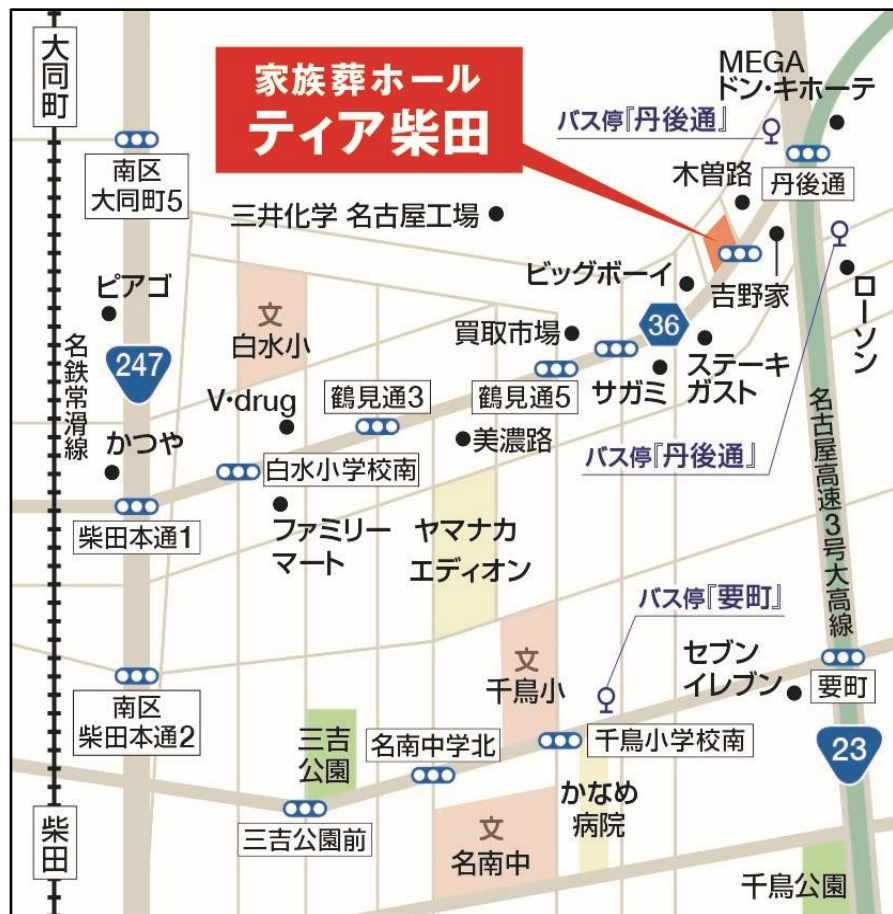 大同町
家族葬ホール
ティア柴田
MEGA
ドン・キホーテ
バス停『丹後通』
丹後通
南区
大同町5
木曽路
三井化学 名古屋工場
ピアゴ
文
白水小
ビッグボーイ
吉野家
ローソン
36
買取市場
247
名鉄常滑線
V・drug
鶴見通3
鶴見通5
サガミ
ステーキ
ガスト
かつや
白水小学校南
美濃路
バス停『丹後通』
名古屋高速3号大高線
柴田本通1
ファミリー
マート
ヤマナカ
エディオン
バス停『要町』
文
千鳥小
セブン
イレブン
要町
南区
柴田本通2
三吉
公園
名南中学北
千鳥小学校南
23
かなめ
病院
柴田
三吉公園前
文
名南中
千鳥公園